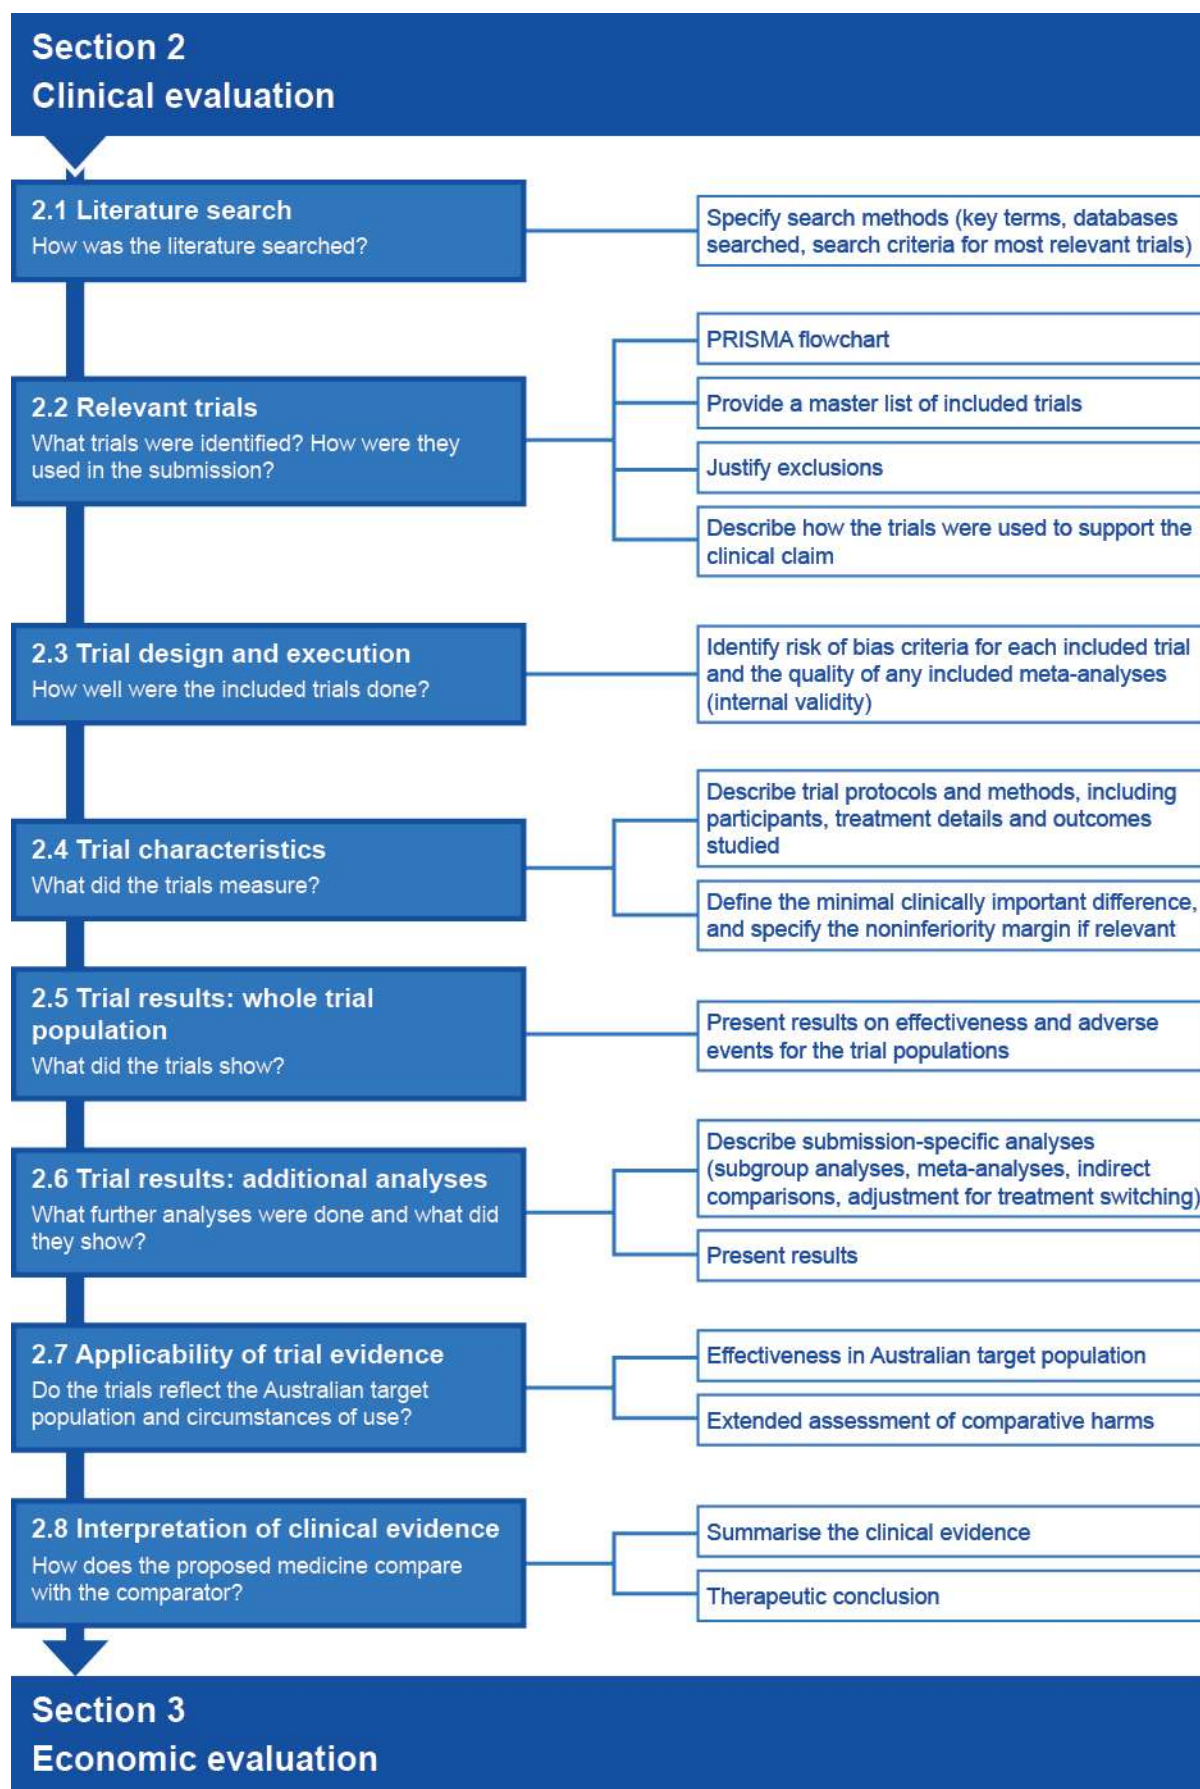 Section 2
Clinical evaluation
2.1 Literature search
How was the literature searched?
Specify search methods (key terms, databases
searched, search criteria for most relevant trials)
2.2 Relevant trials
What trials were identified? How were they
used in the submission?
PRISMA flowchart
Provide a master list of included trials
Justify exclusions
Describe how the trials were used to support the
clinical claim
2.3 Trial design and execution
How well were the included trials done?
Identify risk of bias criteria for each included trial
and the quality of any included meta-analyses
(internal validity)
2.4 Trial characteristics
What did the trials measure?
Describe trial protocols and methods, including
participants, treatment details and outcomes
studied
Define the minimal clinically important difference,
and specify the noninferiority margin if relevant
2.5 Trial results: whole trial
population
What did the trials show?
Present results on effectiveness and adverse
events for the trial populations
2.6 Trial results: additional analyses
What further analyses were done and what did
they show?
Describe submission-specific analyses
(subgroup analyses, meta-analyses, indirect
comparisons, adjustment for treatment switching)
Present results
2.7 Applicability of trial evidence
Do the trials reflect the Australian target
population and circumstances of use?
Effectiveness in Australian target population
Extended assessment of comparative harms
2.8 Interpretation of clinical evidence
How does the proposed medicine compare
with the comparator?
Summarise the clinical evidence
Therapeutic conclusion
Section 3
Economic evaluation